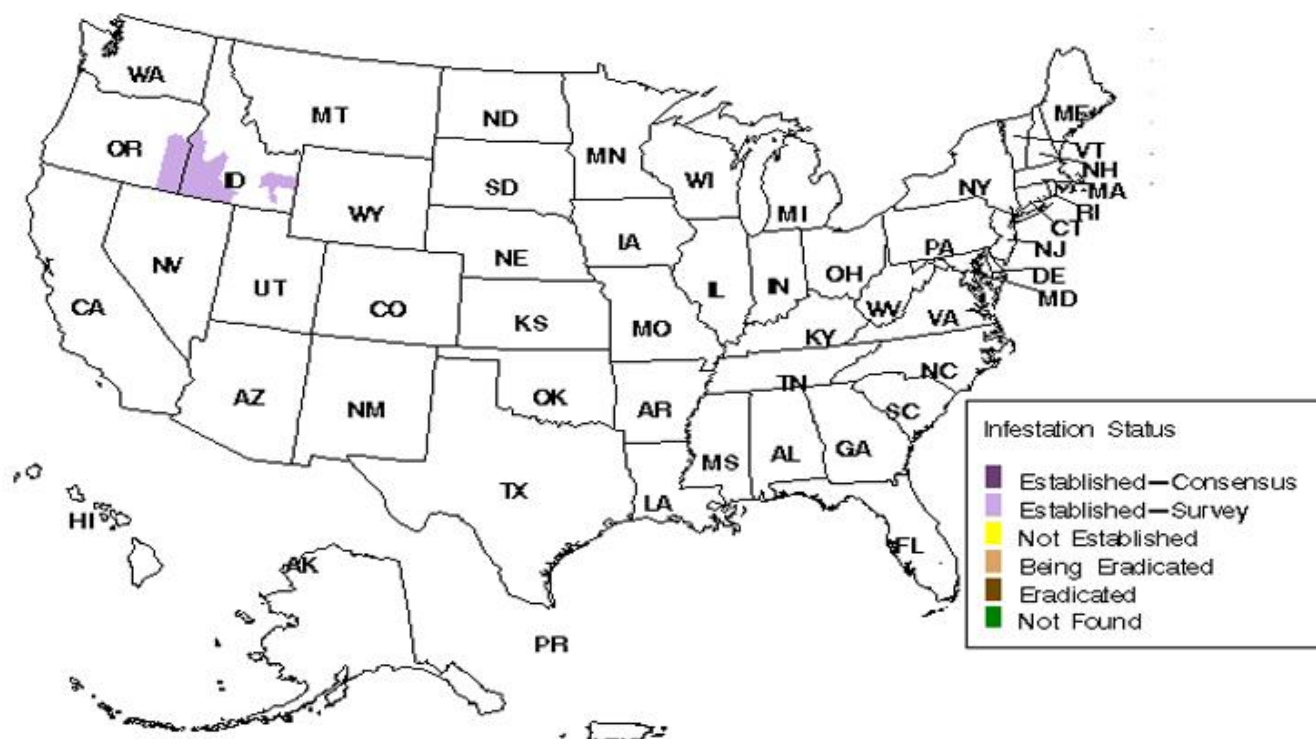 WA
MT
ND
MN
ME
OR
ID
SD
WI
MI
VT
NH
NY
MA
RI
CT
WY
IA
NE
PA
NJ
NV
UT
CO
IL
IN
OH
DE
MD
WV
VA
CA
KS
MO
KY
AZ
NM
OK
AR
TN
NC
SC
MS
AL
GA
TX
LA
FL
HI
AK
PR
Infestation Status
Established—Consensus
Established—Survey
Not Established
Being Eradicated
Eradicated
Not Found